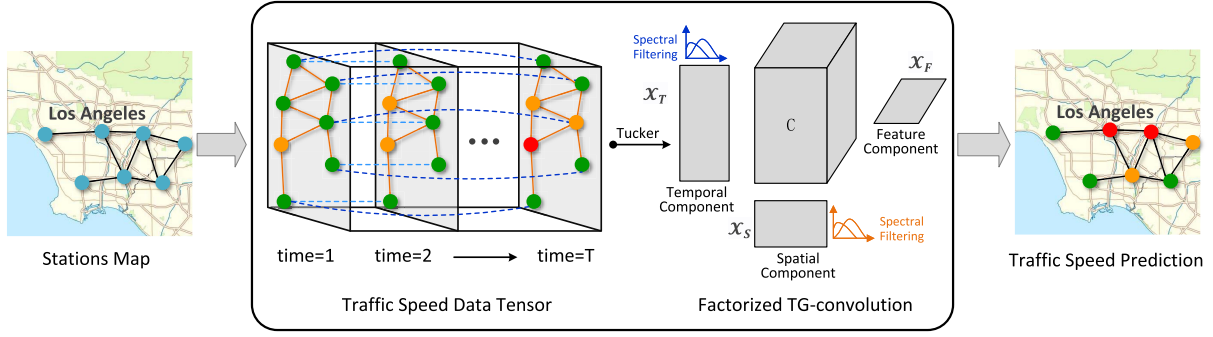 Los Angeles
Stations Map
time=1
time=2
time=T
Traffic Speed Data Tensor
Tucker
Spectral
Filtering
𝒳_T
Temporal
Component
C
𝒳_F
Feature
Component
𝒳_S
Spectral
Filtering
Spatial
Component
Factorized TG-convolution
Los Angeles
Traffic Speed Prediction